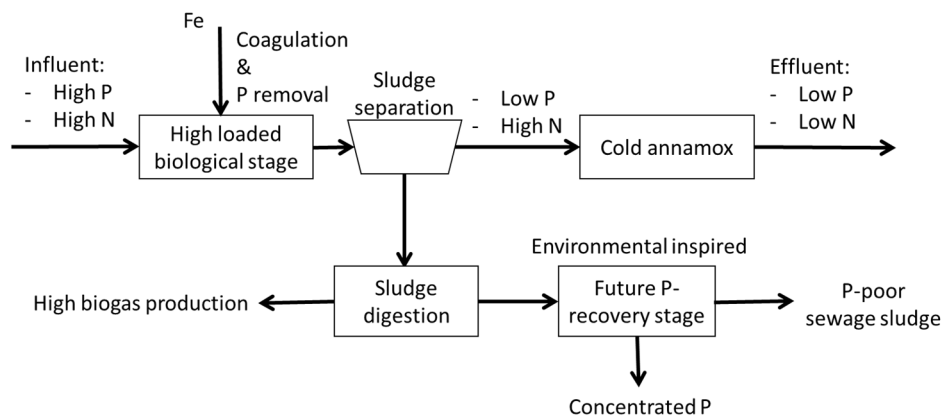 Fe
Coagulation
&
P removal
Influent:
- High P
- High N
High loaded
biological stage
Sludge
separation
- Low P
- High N
Cold annamox
Effluent:
- Low P
- Low N
High biogas production
Sludge
digestion
Environmental inspired
Future P-
recovery stage
P-poor
sewage sludge
Concentrated P